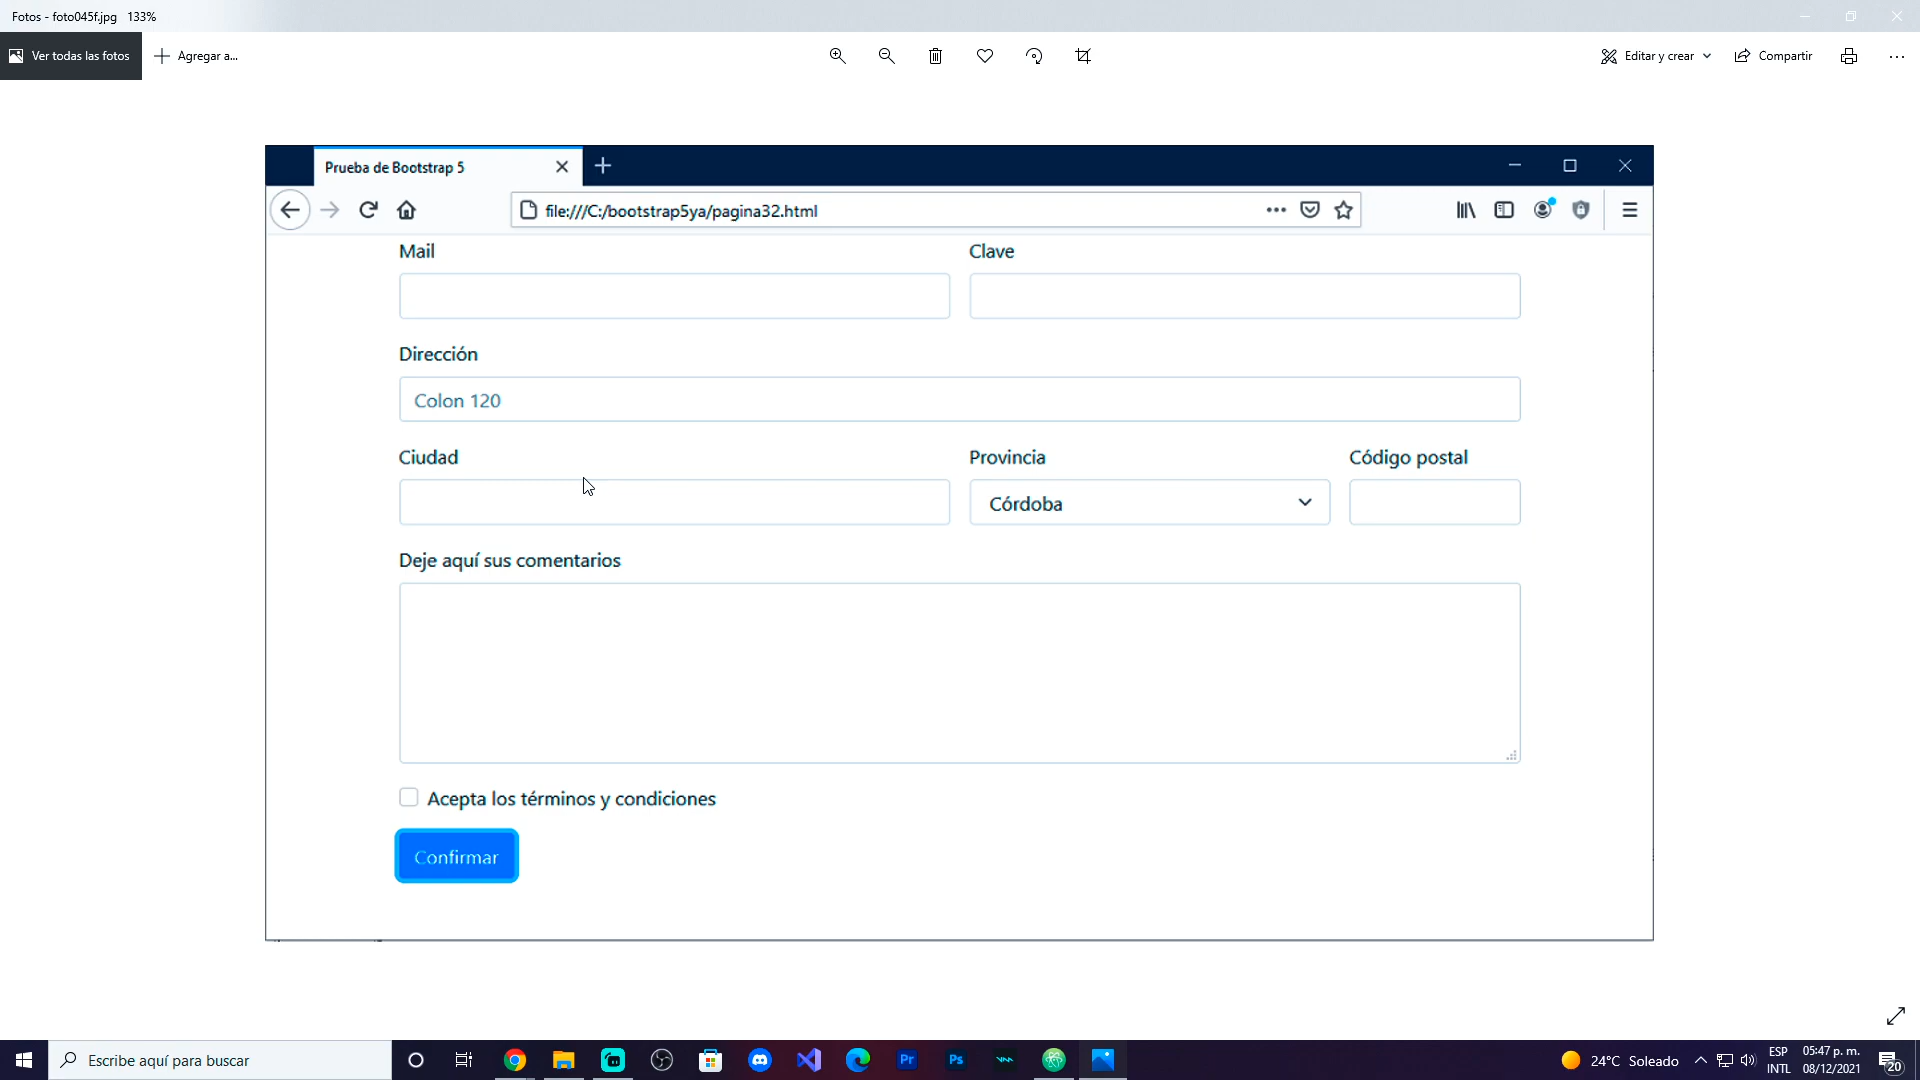 Fotos - foto045f.jpg 133%
Ver todas las fotos
Agregar a...
Editar y crear
Compartir
Prueba de Bootstrap 5
file:///C:/bootstrap5ya/pagina32.html
Mail
Clave
Dirección
Colon 120
Ciudad
Provincia
Código postal
Córdoba
Deje aquí sus comentarios
Acepta los términos y condiciones
Confirmar
Escribe aquí para buscar
Pr
Ps
24°C Soleado
ESP
INTL
05:47 p. m.
08/12/2021
20